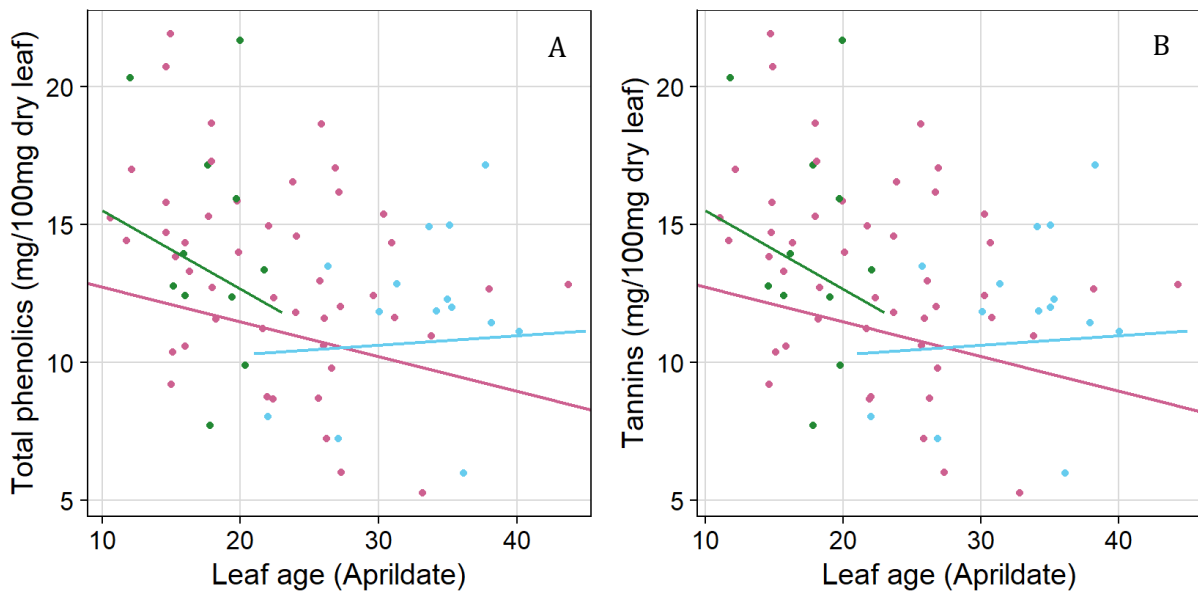 A
20
15
10
5
Total phenolics (mg/100mg dry leaf)
10 20 30 40
Leaf age (Aprildate)
B
20
15
10
5
Tannins (mg/100mg dry leaf)
10 20 30 40
Leaf age (Aprildate)